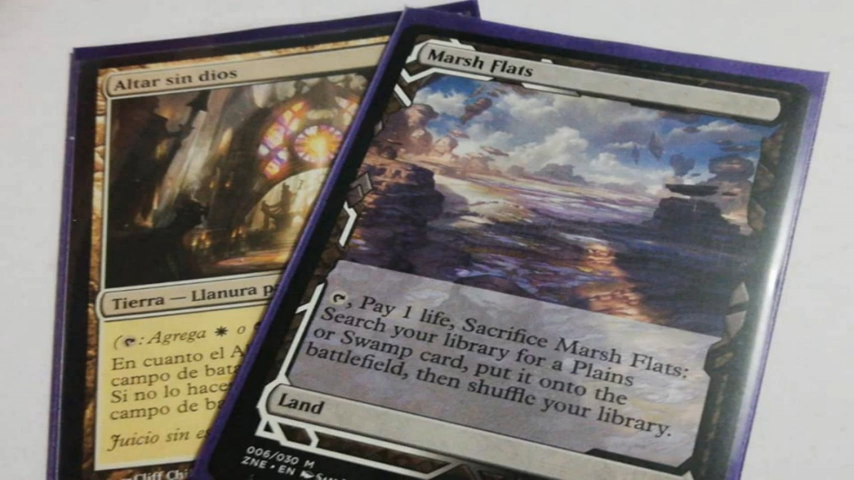 Altar sin dios
Tierra — Llanura
: Agrega o
En cuanto el
campo de
Si no lo hace
campo de
Juicio sin
Marsh Flats
, Pay 1 life, Sacrifice Marsh Flats:
Search your library for a Plains
or Swamp card, put it onto the
battlefield, then shuffle your library.
Land
006/030 M
ZNE • EN